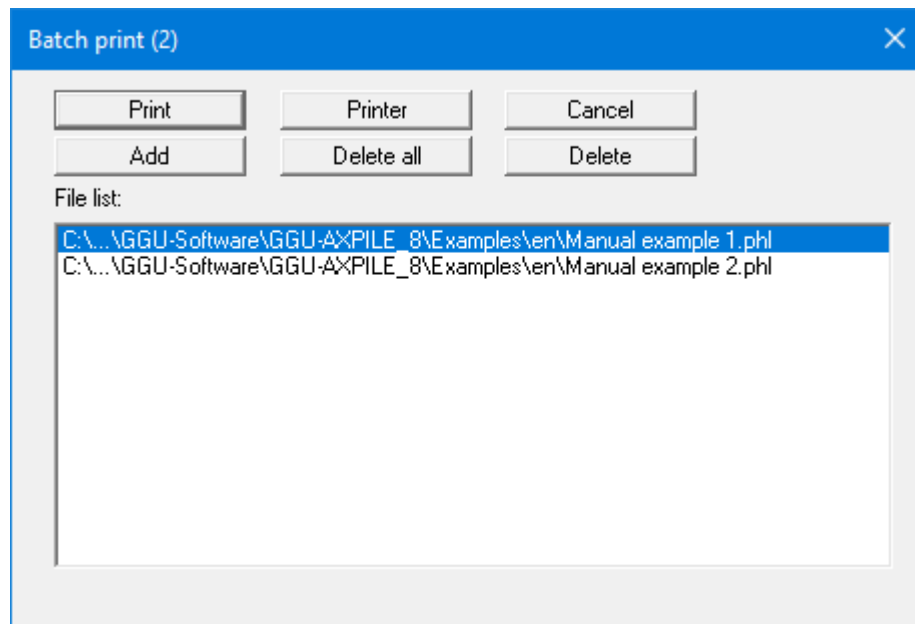 Batch print (2)
Print Printer Cancel
Add Delete all Delete
File list:
C:\...\GGU-Software\GGU-AXPILE_8\Examples\en\Manual example 1.phl
C:\...\GGU-Software\GGU-AXPILE_8\Examples\en\Manual example 2.phl